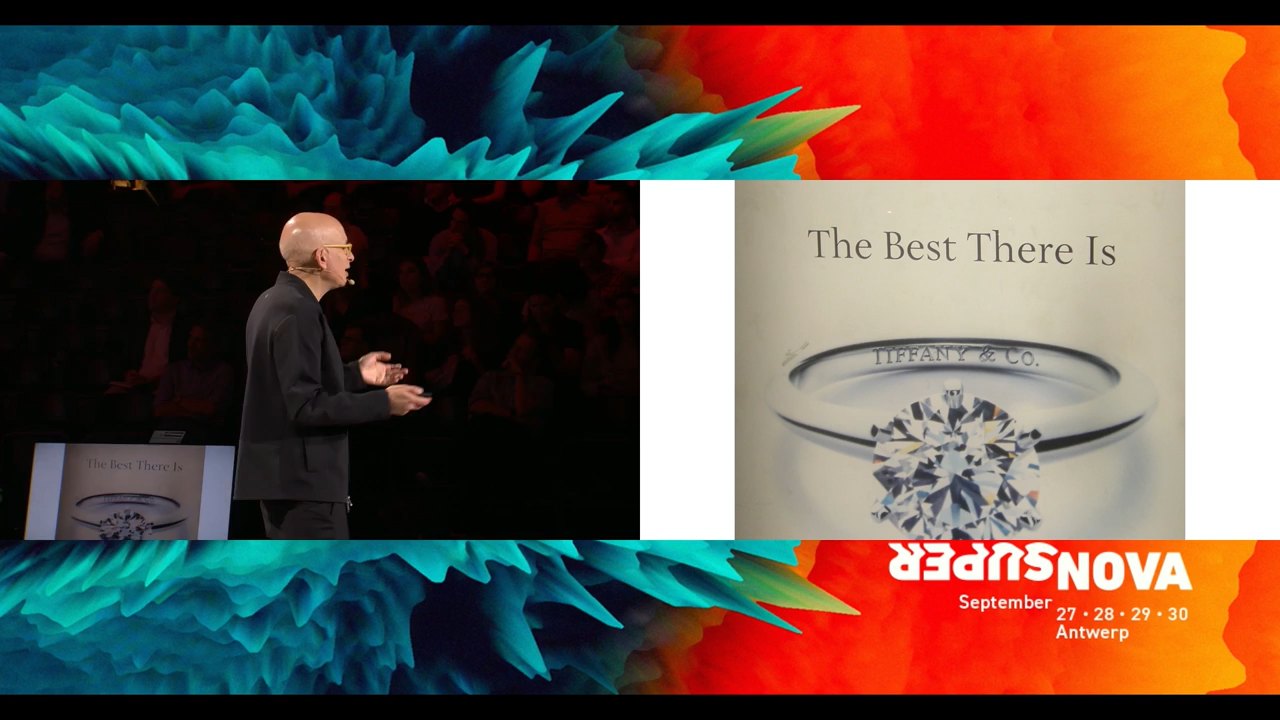 The Best There Is
TIFFANY & Co.
The Best There Is
SUPERNOVA
September
27 • 28 • 29 • 30
Antwerp